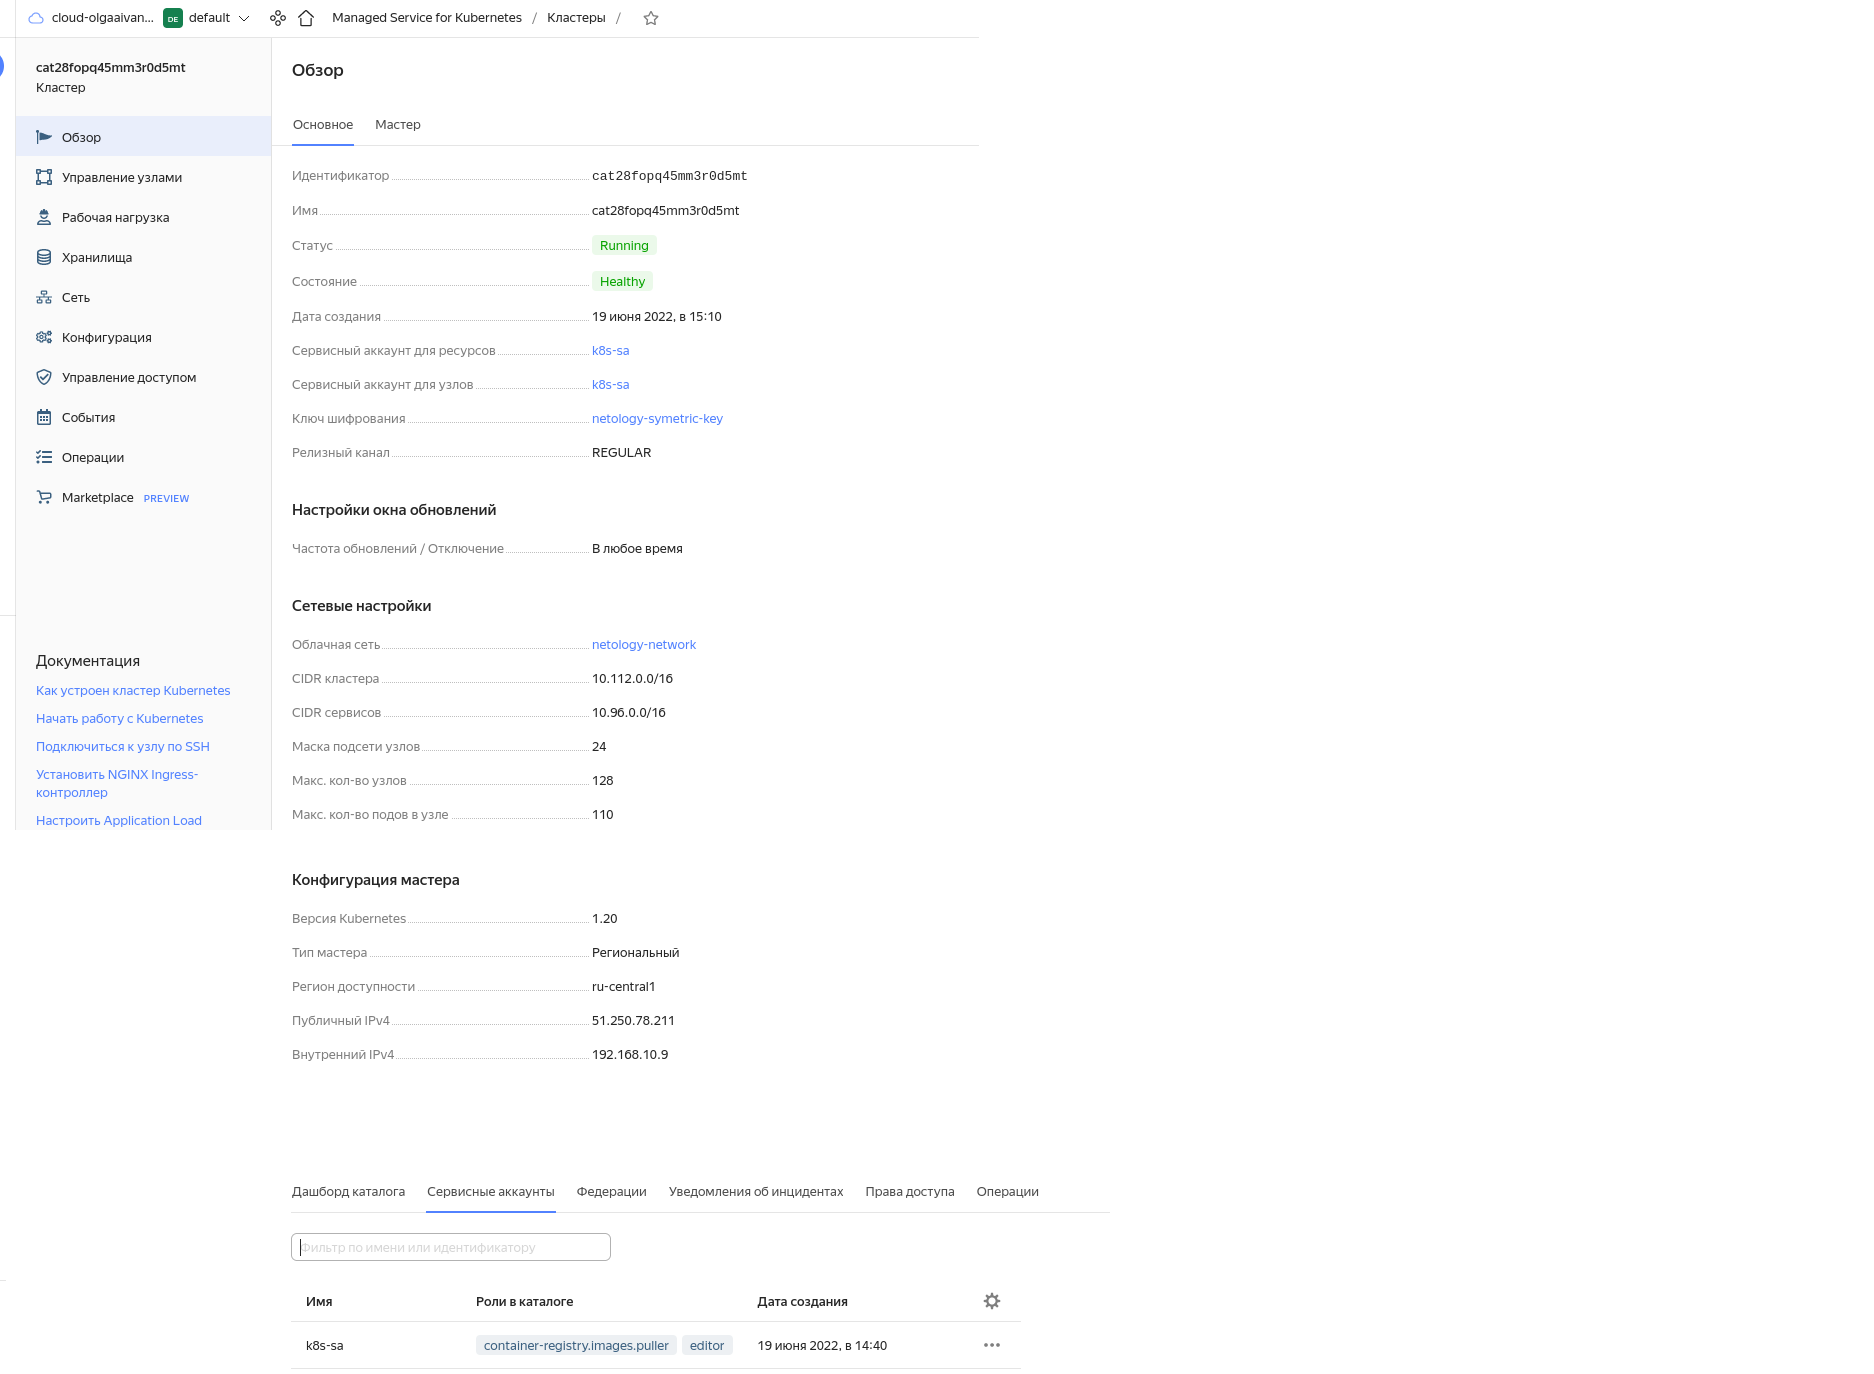 cloud-olgaaivan... DE default Managed Service for Kubernetes / Кластеры /
cat28fopq45mm3r0d5mt
Кластер
Обзор
Управление узлами
Рабочая нагрузка
Хранилища
Сеть
Конфигурация
Управление доступом
События
Операции
Marketplace PREVIEW
Документация
Как устроен кластер Kubernetes
Начать работу с Kubernetes
Подключиться к узлу по SSH
Установить NGINX Ingress-
контроллер
Настроить Application Load
Обзор
Основное Мастер
Идентификатор cat28fopq45mm3r0d5mt
Имя cat28fopq45mm3r0d5mt
Статус Running
Состояние Healthy
Дата создания 19 июня 2022, в 15:10
Сервисный аккаунт для ресурсов k8s-sa
Сервисный аккаунт для узлов k8s-sa
Ключ шифрования netology-symetric-key
Релизный канал REGULAR
Настройки окна обновлений
Частота обновлений / Отключение В любое время
Сетевые настройки
Облачная сеть netology-network
CIDR кластера 10.112.0.0/16
CIDR сервисов 10.96.0.0/16
Маска подсети узлов 24
Макс. кол-во узлов 128
Макс. кол-во подов в узле 110
Конфигурация мастера
Версия Kubernetes 1.20
Тип мастера Региональный
Регион доступности ru-central1
Публичный IPv4 51.250.78.211
Внутренний IPv4 192.168.10.9
Дашборд каталога Сервисные аккаунты Федерации Уведомления об инцидентах Права доступа Операции
Фильтр по имени или идентификатору
Имя Роли в каталоге Дата создания
k8s-sa container-registry.images.puller editor 19 июня 2022, в 14:40